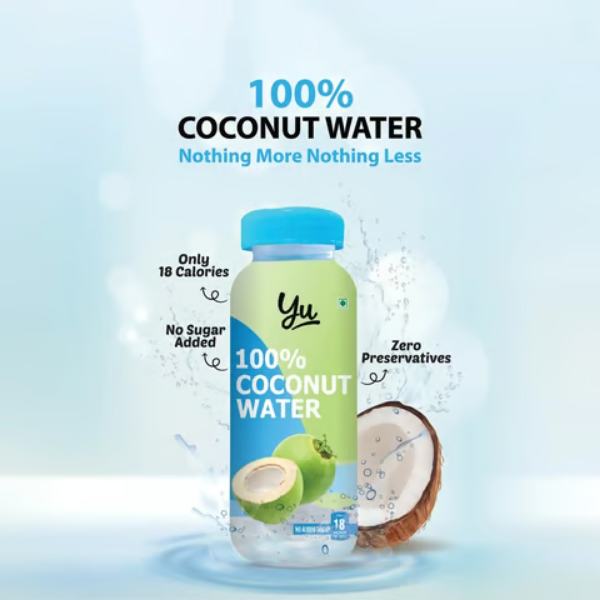 100%
COCONUT WATER
Nothing More Nothing Less
Only
18 Calories
No Sugar
Added
Zero
Preservatives
Yu
100%
COCONUT
WATER
18